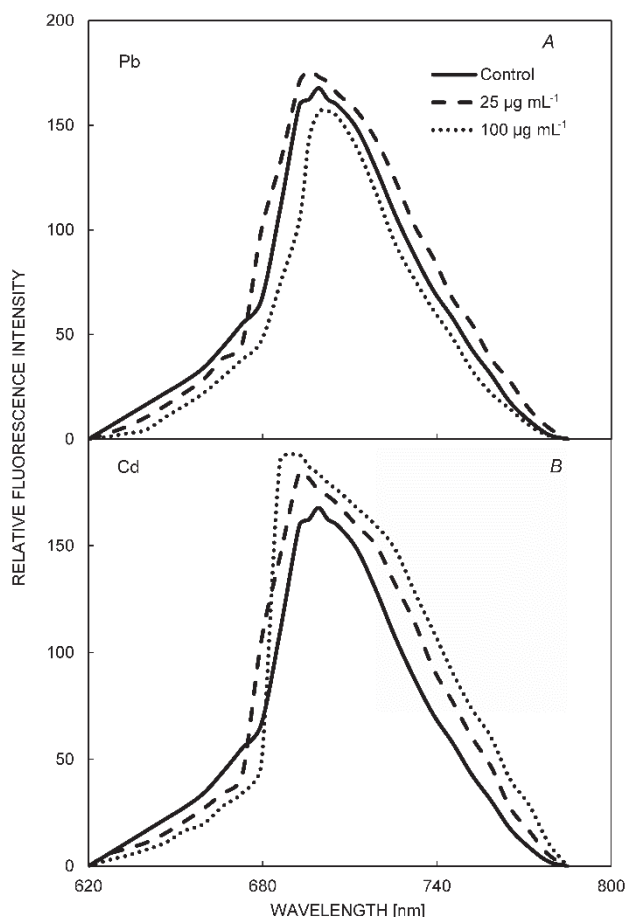 200
Pb
A
Control
25 µg mL⁻¹
100 µg mL⁻¹
150
100
50
0
RELATIVE FLUORESCENCE INTENSITY
Cd
B
150
100
50
0
620 680 740 800
WAVELENGTH [nm]